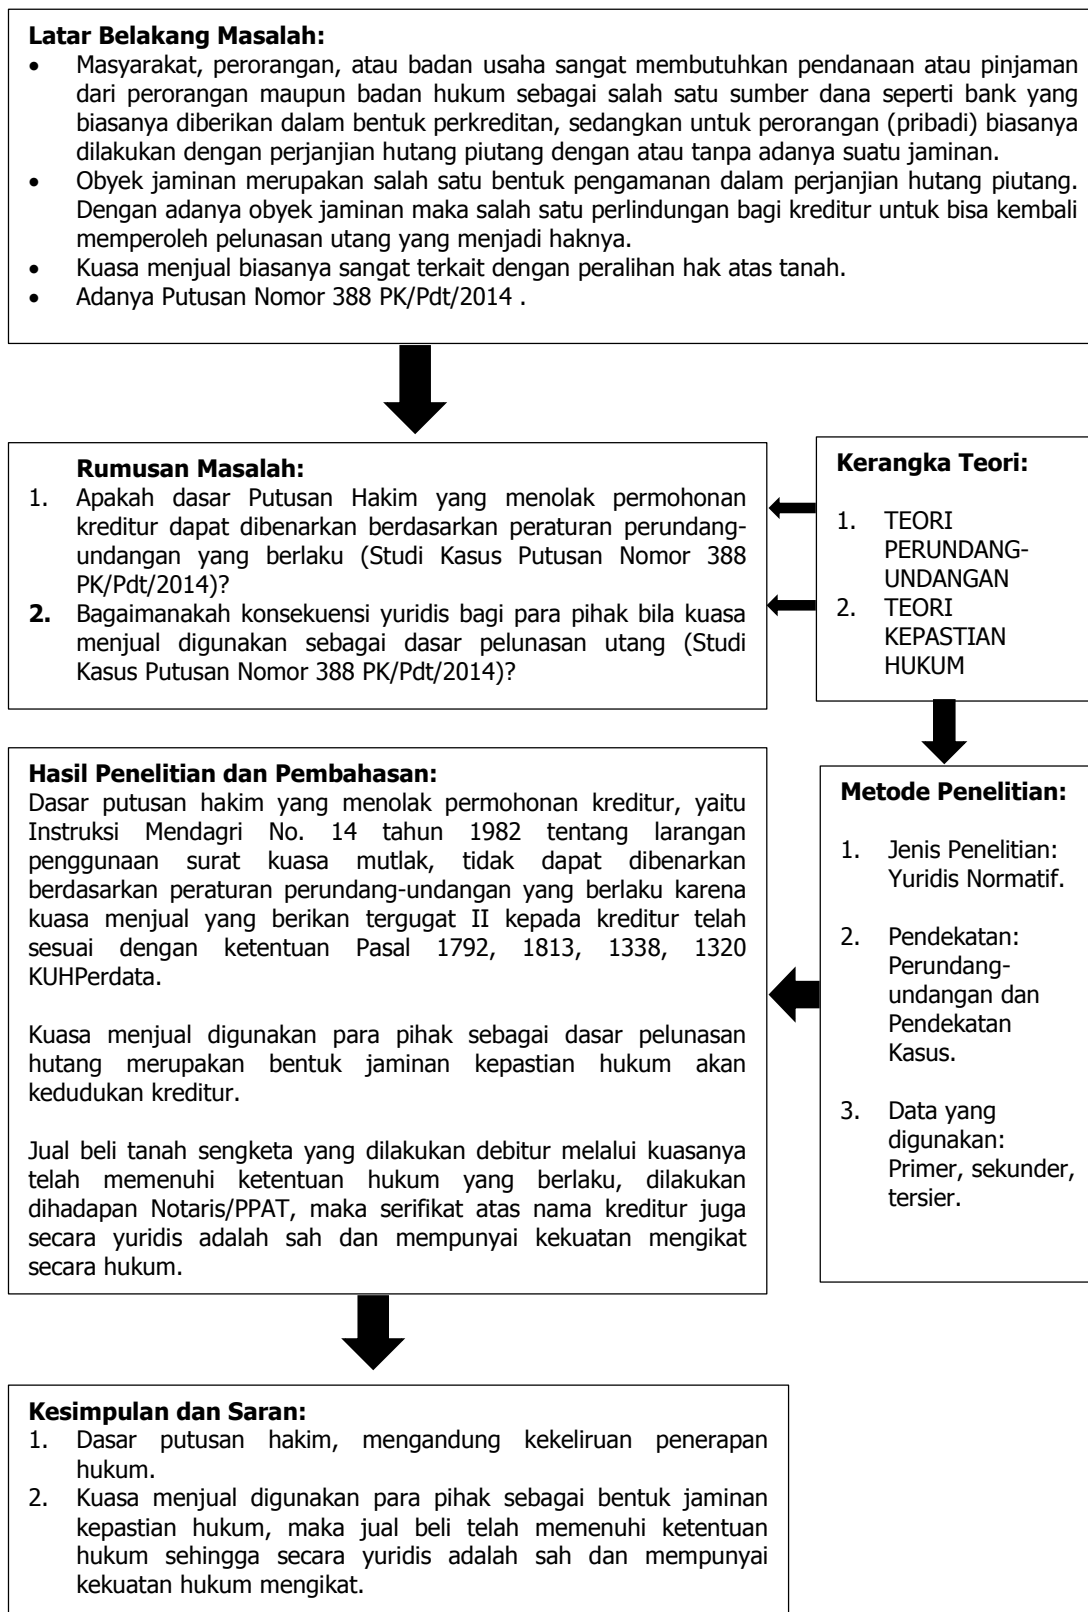 Latar Belakang Masalah:
• Masyarakat, perorangan, atau badan usaha sangat membutuhkan pendanaan atau pinjaman
dari perorangan maupun badan hukum sebagai salah satu sumber dana seperti bank yang
biasanya diberikan dalam bentuk perkreditan, sedangkan untuk perorangan (pribadi) biasanya
dilakukan dengan perjanjian hutang piutang dengan atau tanpa adanya suatu jaminan.
• Obyek jaminan merupakan salah satu bentuk pengamanan dalam perjanjian hutang piutang.
Dengan adanya obyek jaminan maka salah satu perlindungan bagi kreditur untuk bisa kembali
memperoleh pelunasan utang yang menjadi haknya.
• Kuasa menjual biasanya sangat terkait dengan peralihan hak atas tanah.
• Adanya Putusan Nomor 388 PK/Pdt/2014 .
Rumusan Masalah:
1. Apakah dasar Putusan Hakim yang menolak permohonan
kreditur dapat dibenarkan berdasarkan peraturan perundang-
undangan yang berlaku (Studi Kasus Putusan Nomor 388
PK/Pdt/2014)?
2. Bagaimanakah konsekuensi yuridis bagi para pihak bila kuasa
menjual digunakan sebagai dasar pelunasan utang (Studi
Kasus Putusan Nomor 388 PK/Pdt/2014)?
Kerangka Teori:
1. TEORI
PERUNDANG-
UNDANGAN
2. TEORI
KEPASTIAN
HUKUM
Metode Penelitian:
1. Jenis Penelitian:
Yuridis Normatif.
2. Pendekatan:
Perundang-
undangan dan
Pendekatan
Kasus.
3. Data yang
digunakan:
Primer, sekunder,
tersier.
Hasil Penelitian dan Pembahasan:
Dasar putusan hakim yang menolak permohonan kreditur, yaitu
Instruksi Mendagri No. 14 tahun 1982 tentang larangan
penggunaan surat kuasa mutlak, tidak dapat dibenarkan
berdasarkan peraturan perundang-undangan yang berlaku karena
kuasa menjual yang berikan tergugat II kepada kreditur telah
sesuai dengan ketentuan Pasal 1792, 1813, 1338, 1320
KUHPerdata.
Kuasa menjual digunakan para pihak sebagai dasar pelunasan
hutang merupakan bentuk jaminan kepastian hukum akan
kedudukan kreditur.
Jual beli tanah sengketa yang dilakukan debitur melalui kuasanya
telah memenuhi ketentuan hukum yang berlaku, dilakukan
dihadapan Notaris/PPAT, maka serifikat atas nama kreditur juga
secara yuridis adalah sah dan mempunyai kekuatan mengikat
secara hukum.
Kesimpulan dan Saran:
1. Dasar putusan hakim, mengandung kekeliruan penerapan
hukum.
2. Kuasa menjual digunakan para pihak sebagai bentuk jaminan
kepastian hukum, maka jual beli telah memenuhi ketentuan
hukum sehingga secara yuridis adalah sah dan mempunyai
kekuatan hukum mengikat.